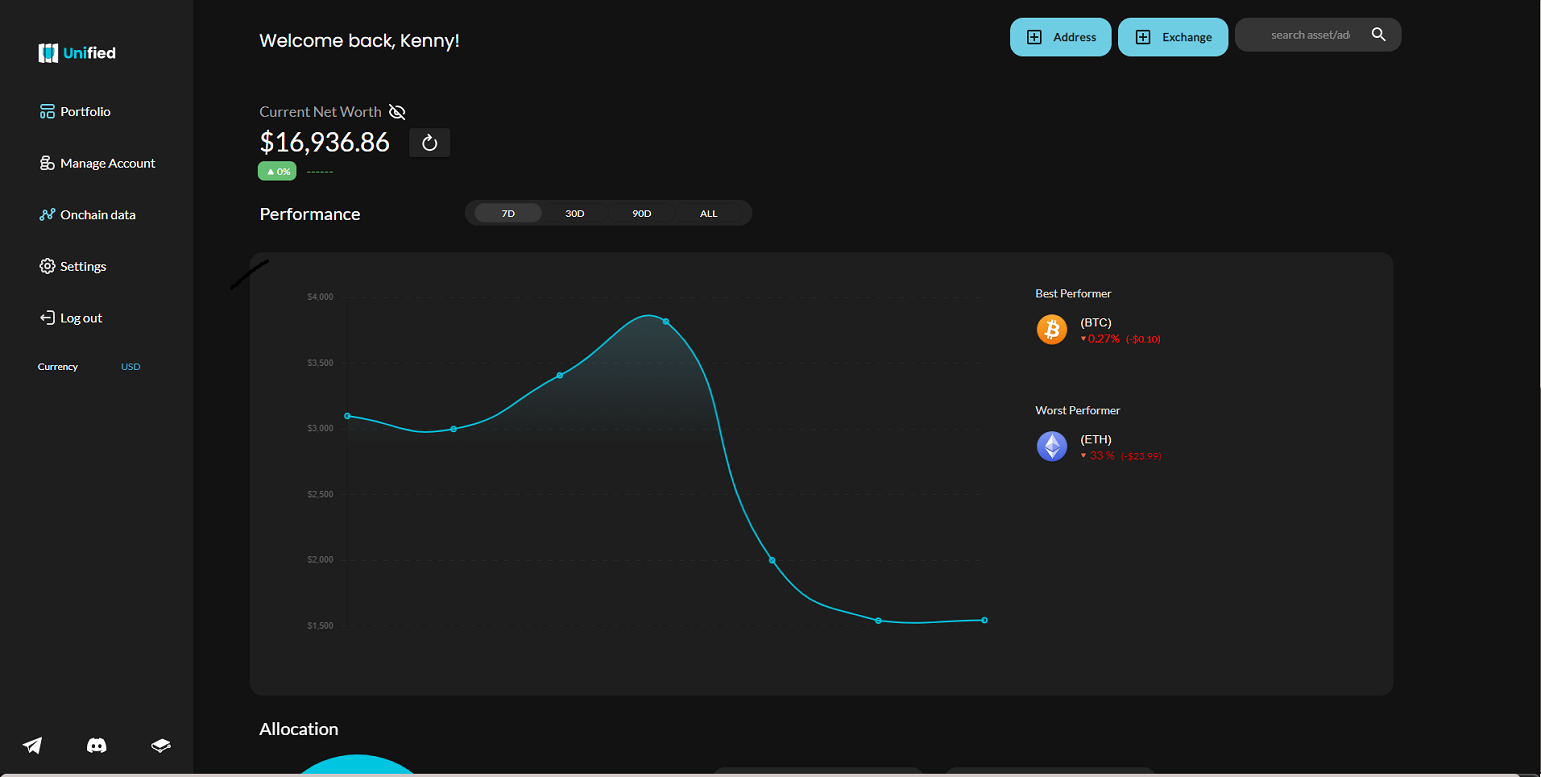 Unified
Portfolio
Manage Account
Onchain data
Settings
Log out
Currency USD
Welcome back, Kenny!
Address
Exchange
search asset/ad
Current Net Worth
$16,936.86
▲ 0% ------
Performance
7D 30D 90D ALL
$4,000
$3,500
$3,000
$2,500
$2,000
$1,500
Best Performer
(BTC)
▼0.27% (-$0.10)
Worst Performer
(ETH)
▼ 33 % (-$23.99)
Allocation